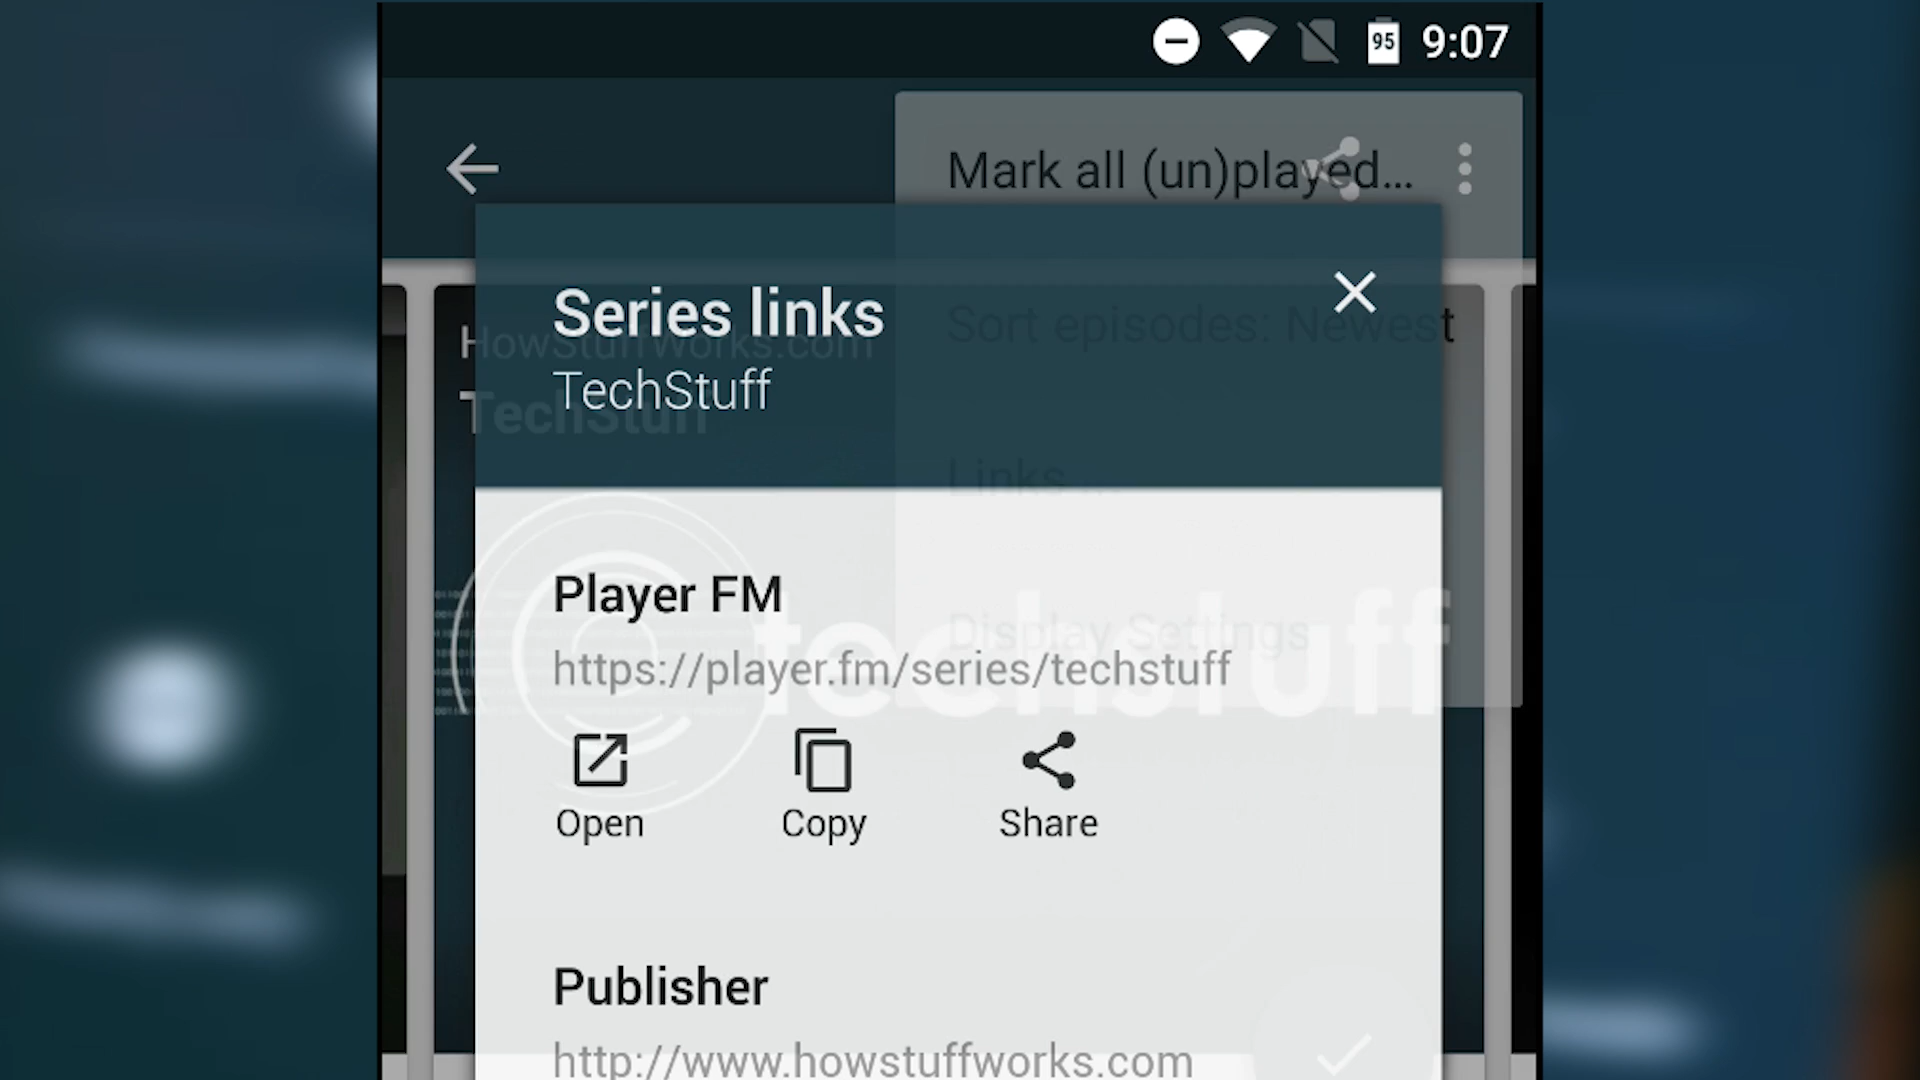 95 9:07
Mark all (un)played...
Series links
Sort episodes: Newest
HowStuffWorks.com
TechStuff
TechStuff
Links ...
Player FM
Display Settings
techstuff
https://player.fm/series/techstuff
Open Copy Share
Publisher
http://www.howstuffworks.com